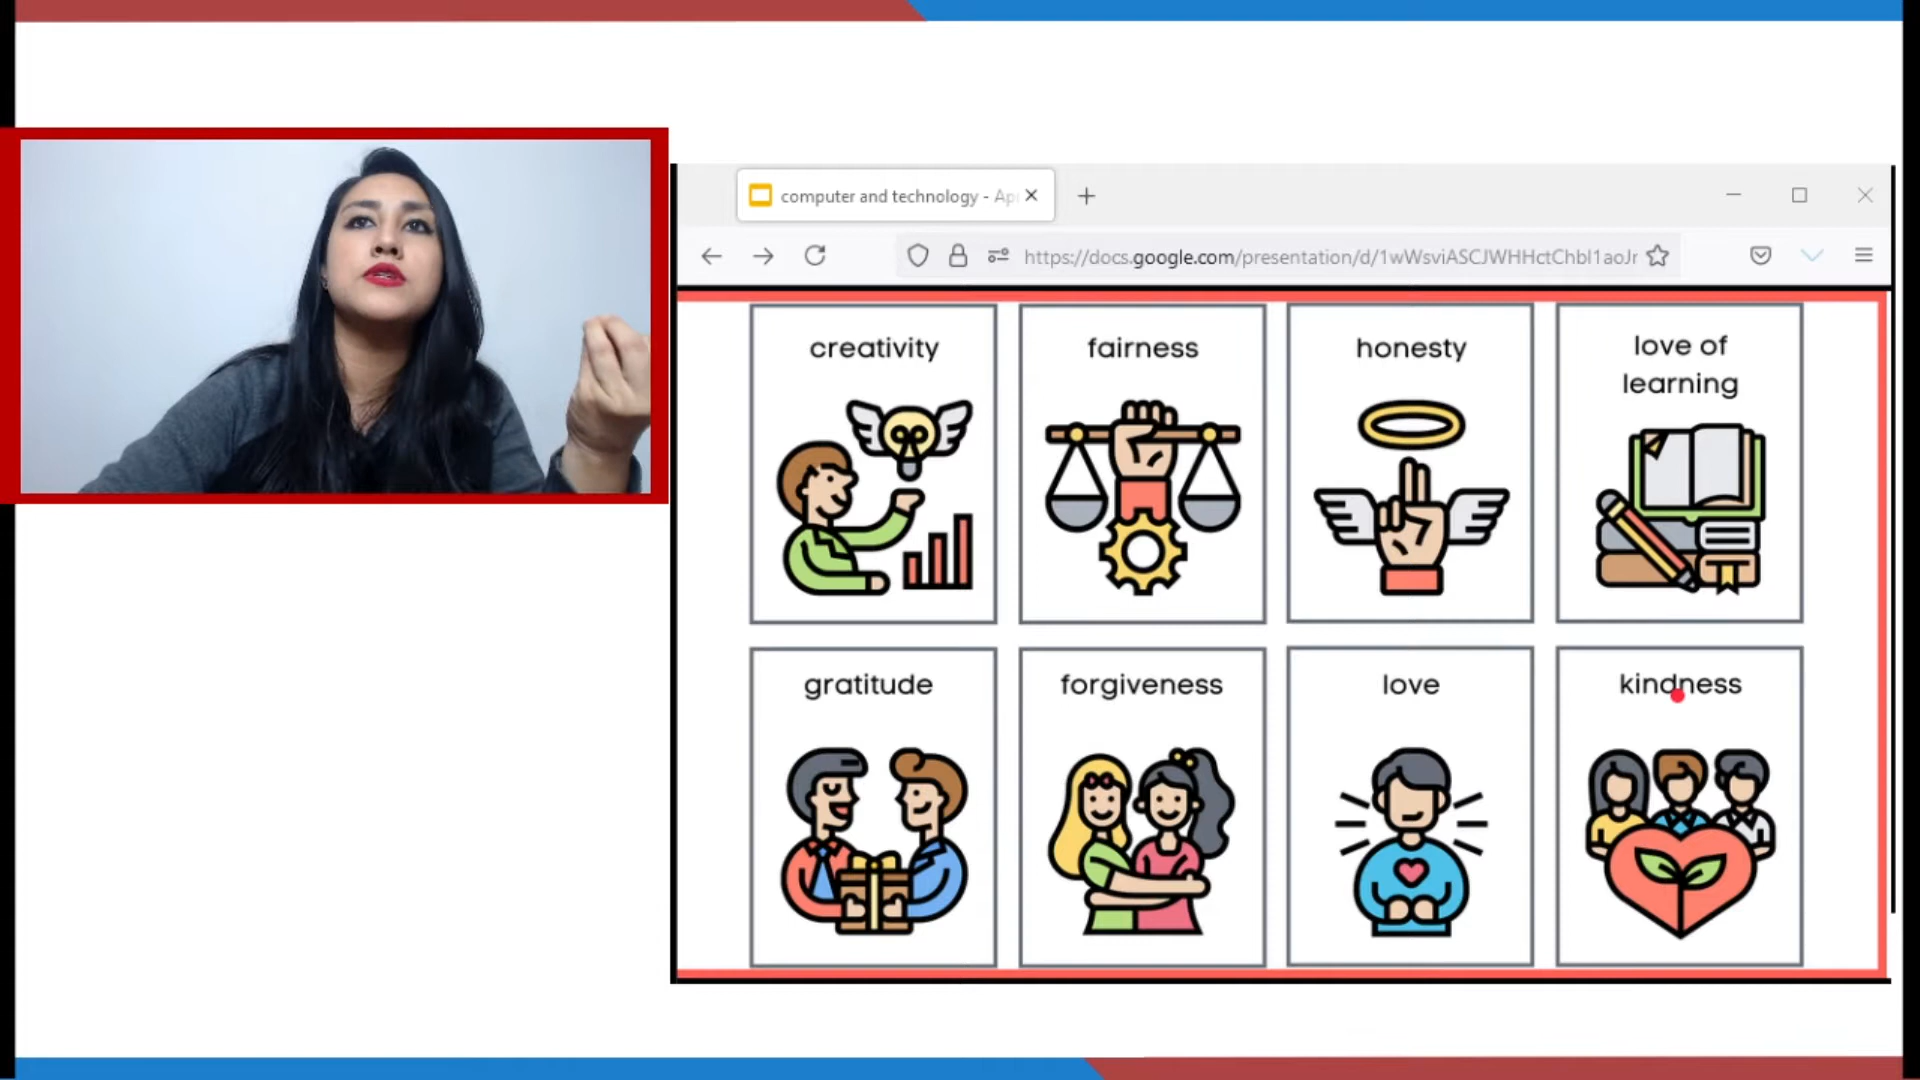 computer and technology - Ap
https://docs.google.com/presentation/d/1wWsviASCJWHHctChbl1aoJr
creativity
fairness
honesty
love of
learning
gratitude
forgiveness
love
kindness